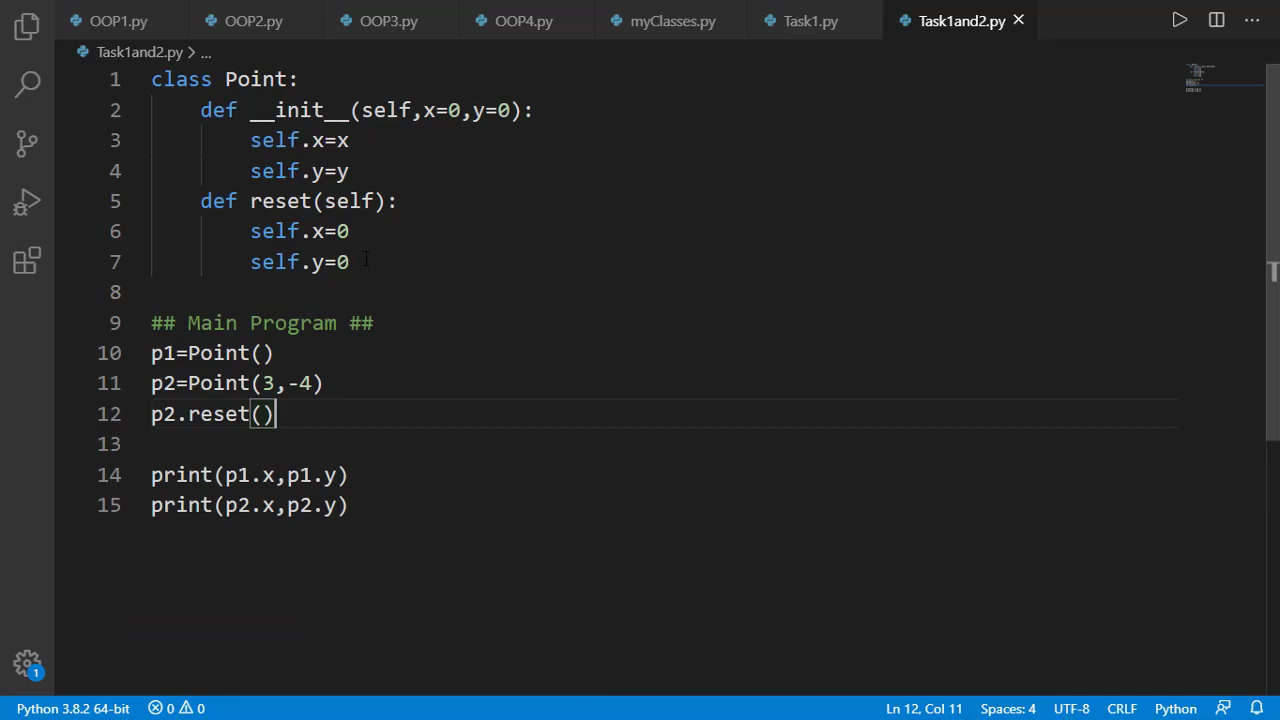 OOP1.py OOP2.py OOP3.py OOP4.py myClasses.py Task1.py Task1and2.py
Task1and2.py > ...
1 class Point:
2     def __init__(self,x=0,y=0):
3         self.x=x
4         self.y=y
5     def reset(self):
6         self.x=0
7         self.y=0
8
9 ## Main Program ##
10 p1=Point()
11 p2=Point(3,-4)
12 p2.reset()
13
14 print(p1.x,p1.y)
15 print(p2.x,p2.y)
T
1
Python 3.8.2 64-bit 0 0 Ln 12, Col 11 Spaces: 4 UTF-8 CRLF Python